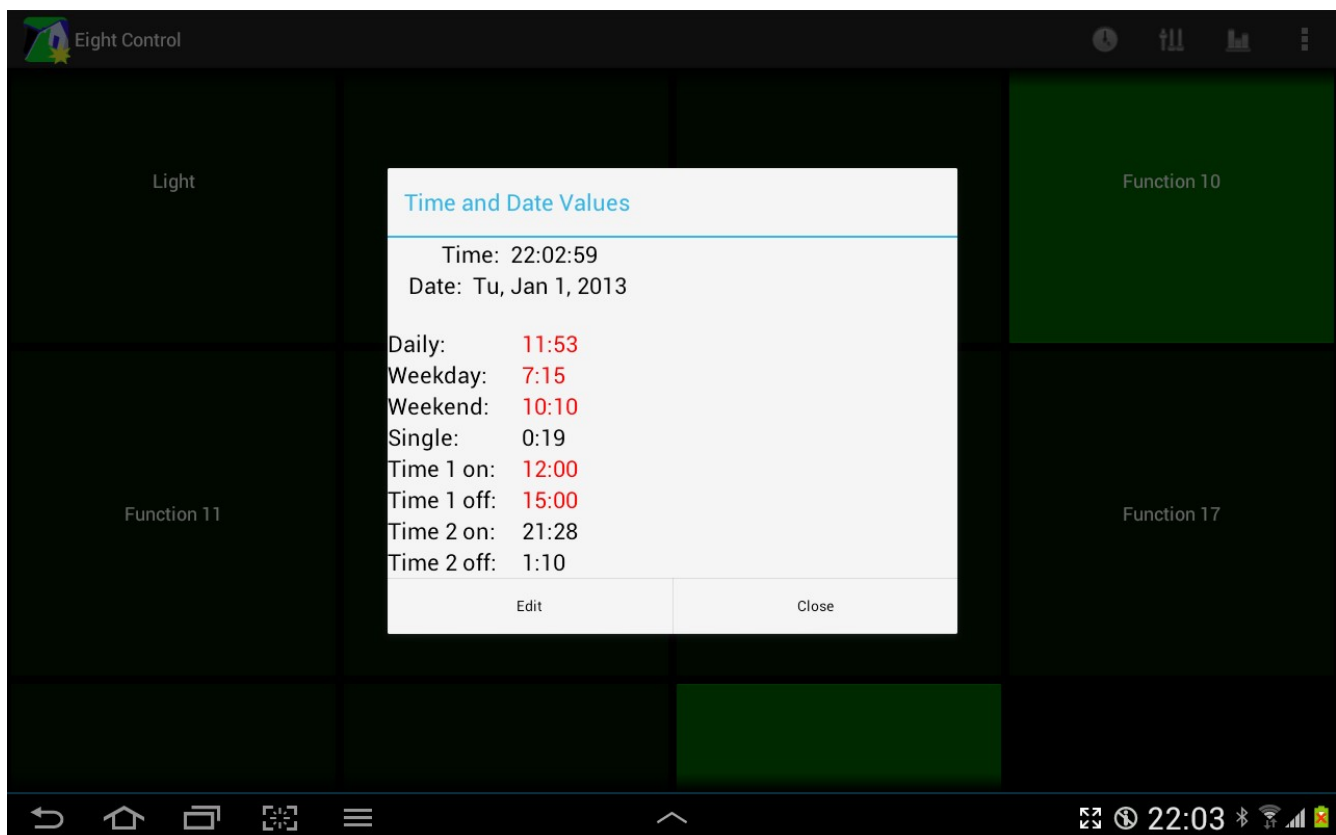 Eight Control
Light
Function 10
Time and Date Values
Time: 22:02:59
Date: Tu, Jan 1, 2013
Daily: 11:53
Weekday: 7:15
Weekend: 10:10
Single: 0:19
Time 1 on: 12:00
Time 1 off: 15:00
Time 2 on: 21:28
Time 2 off: 1:10
Function 11
Function 17
Edit
Close
22:03